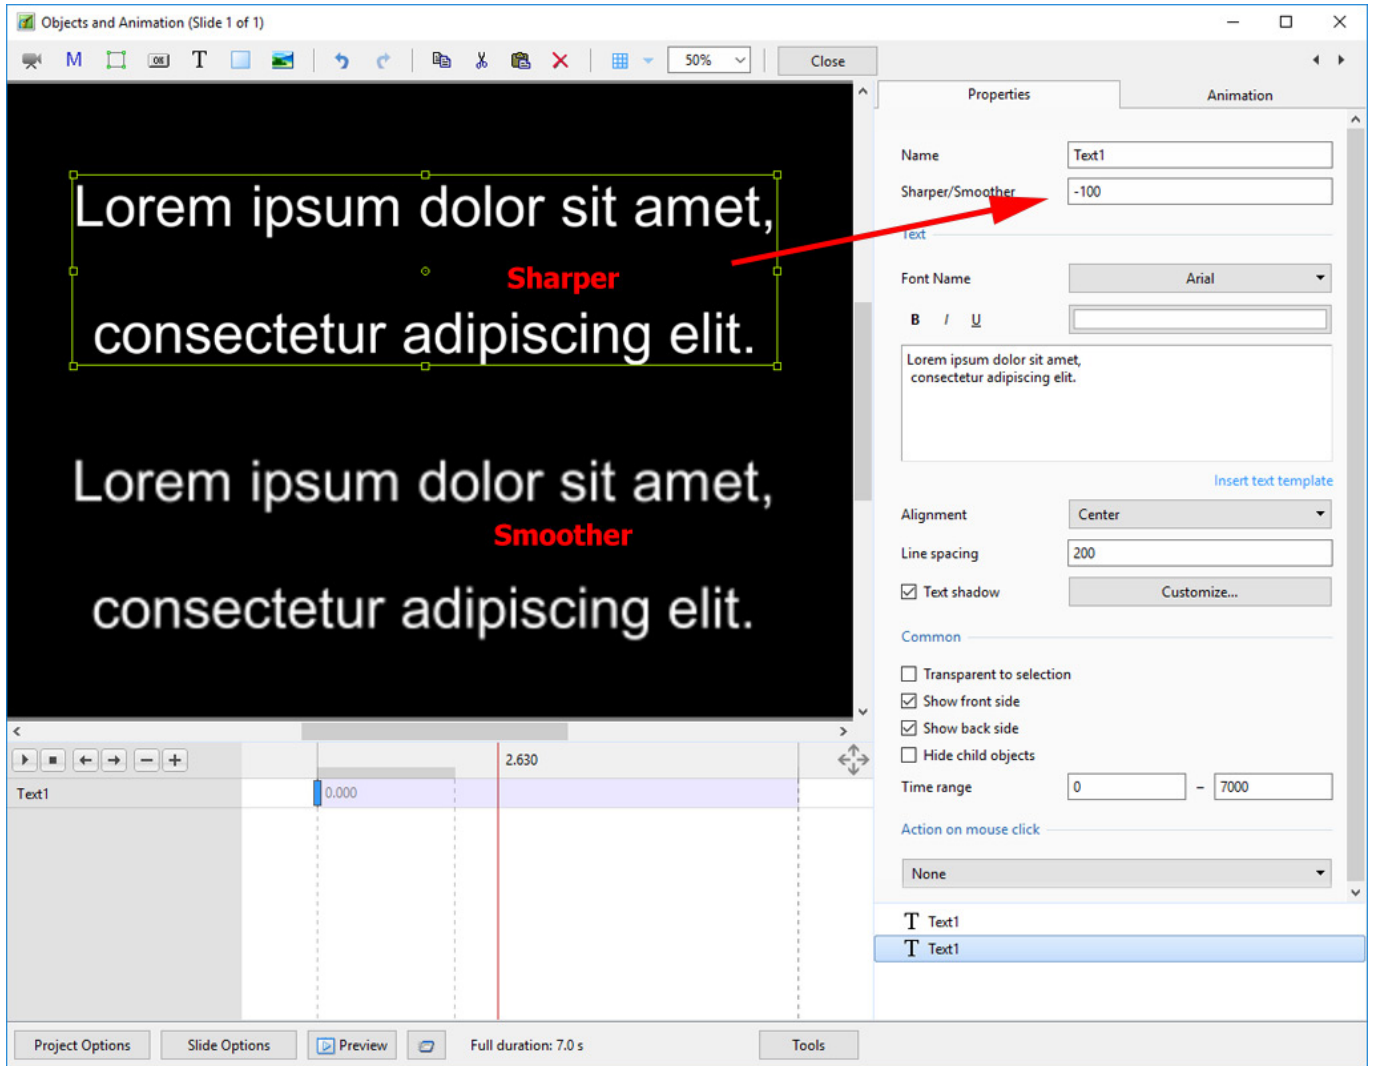 Objects and Animation (Slide 1 of 1)
M OK T 50% Close
Properties Animation
Name Text1
Sharper/Smoother -100
Text
Font Name Arial
B I U
Lorem ipsum dolor sit amet,
consectetur adipiscing elit.
Insert text template
Alignment Center
Line spacing 200
Text shadow Customize...
Common
Transparent to selection
Show front side
Show back side
Hide child objects
Time range 0 – 7000
Action on mouse click
None
T Text1
T Text1
Lorem ipsum dolor sit amet,
Sharper
consectetur adipiscing elit.
Lorem ipsum dolor sit amet,
Smoother
consectetur adipiscing elit.
2.630
Text1 0.000
Project Options Slide Options Preview Full duration: 7.0 s Tools